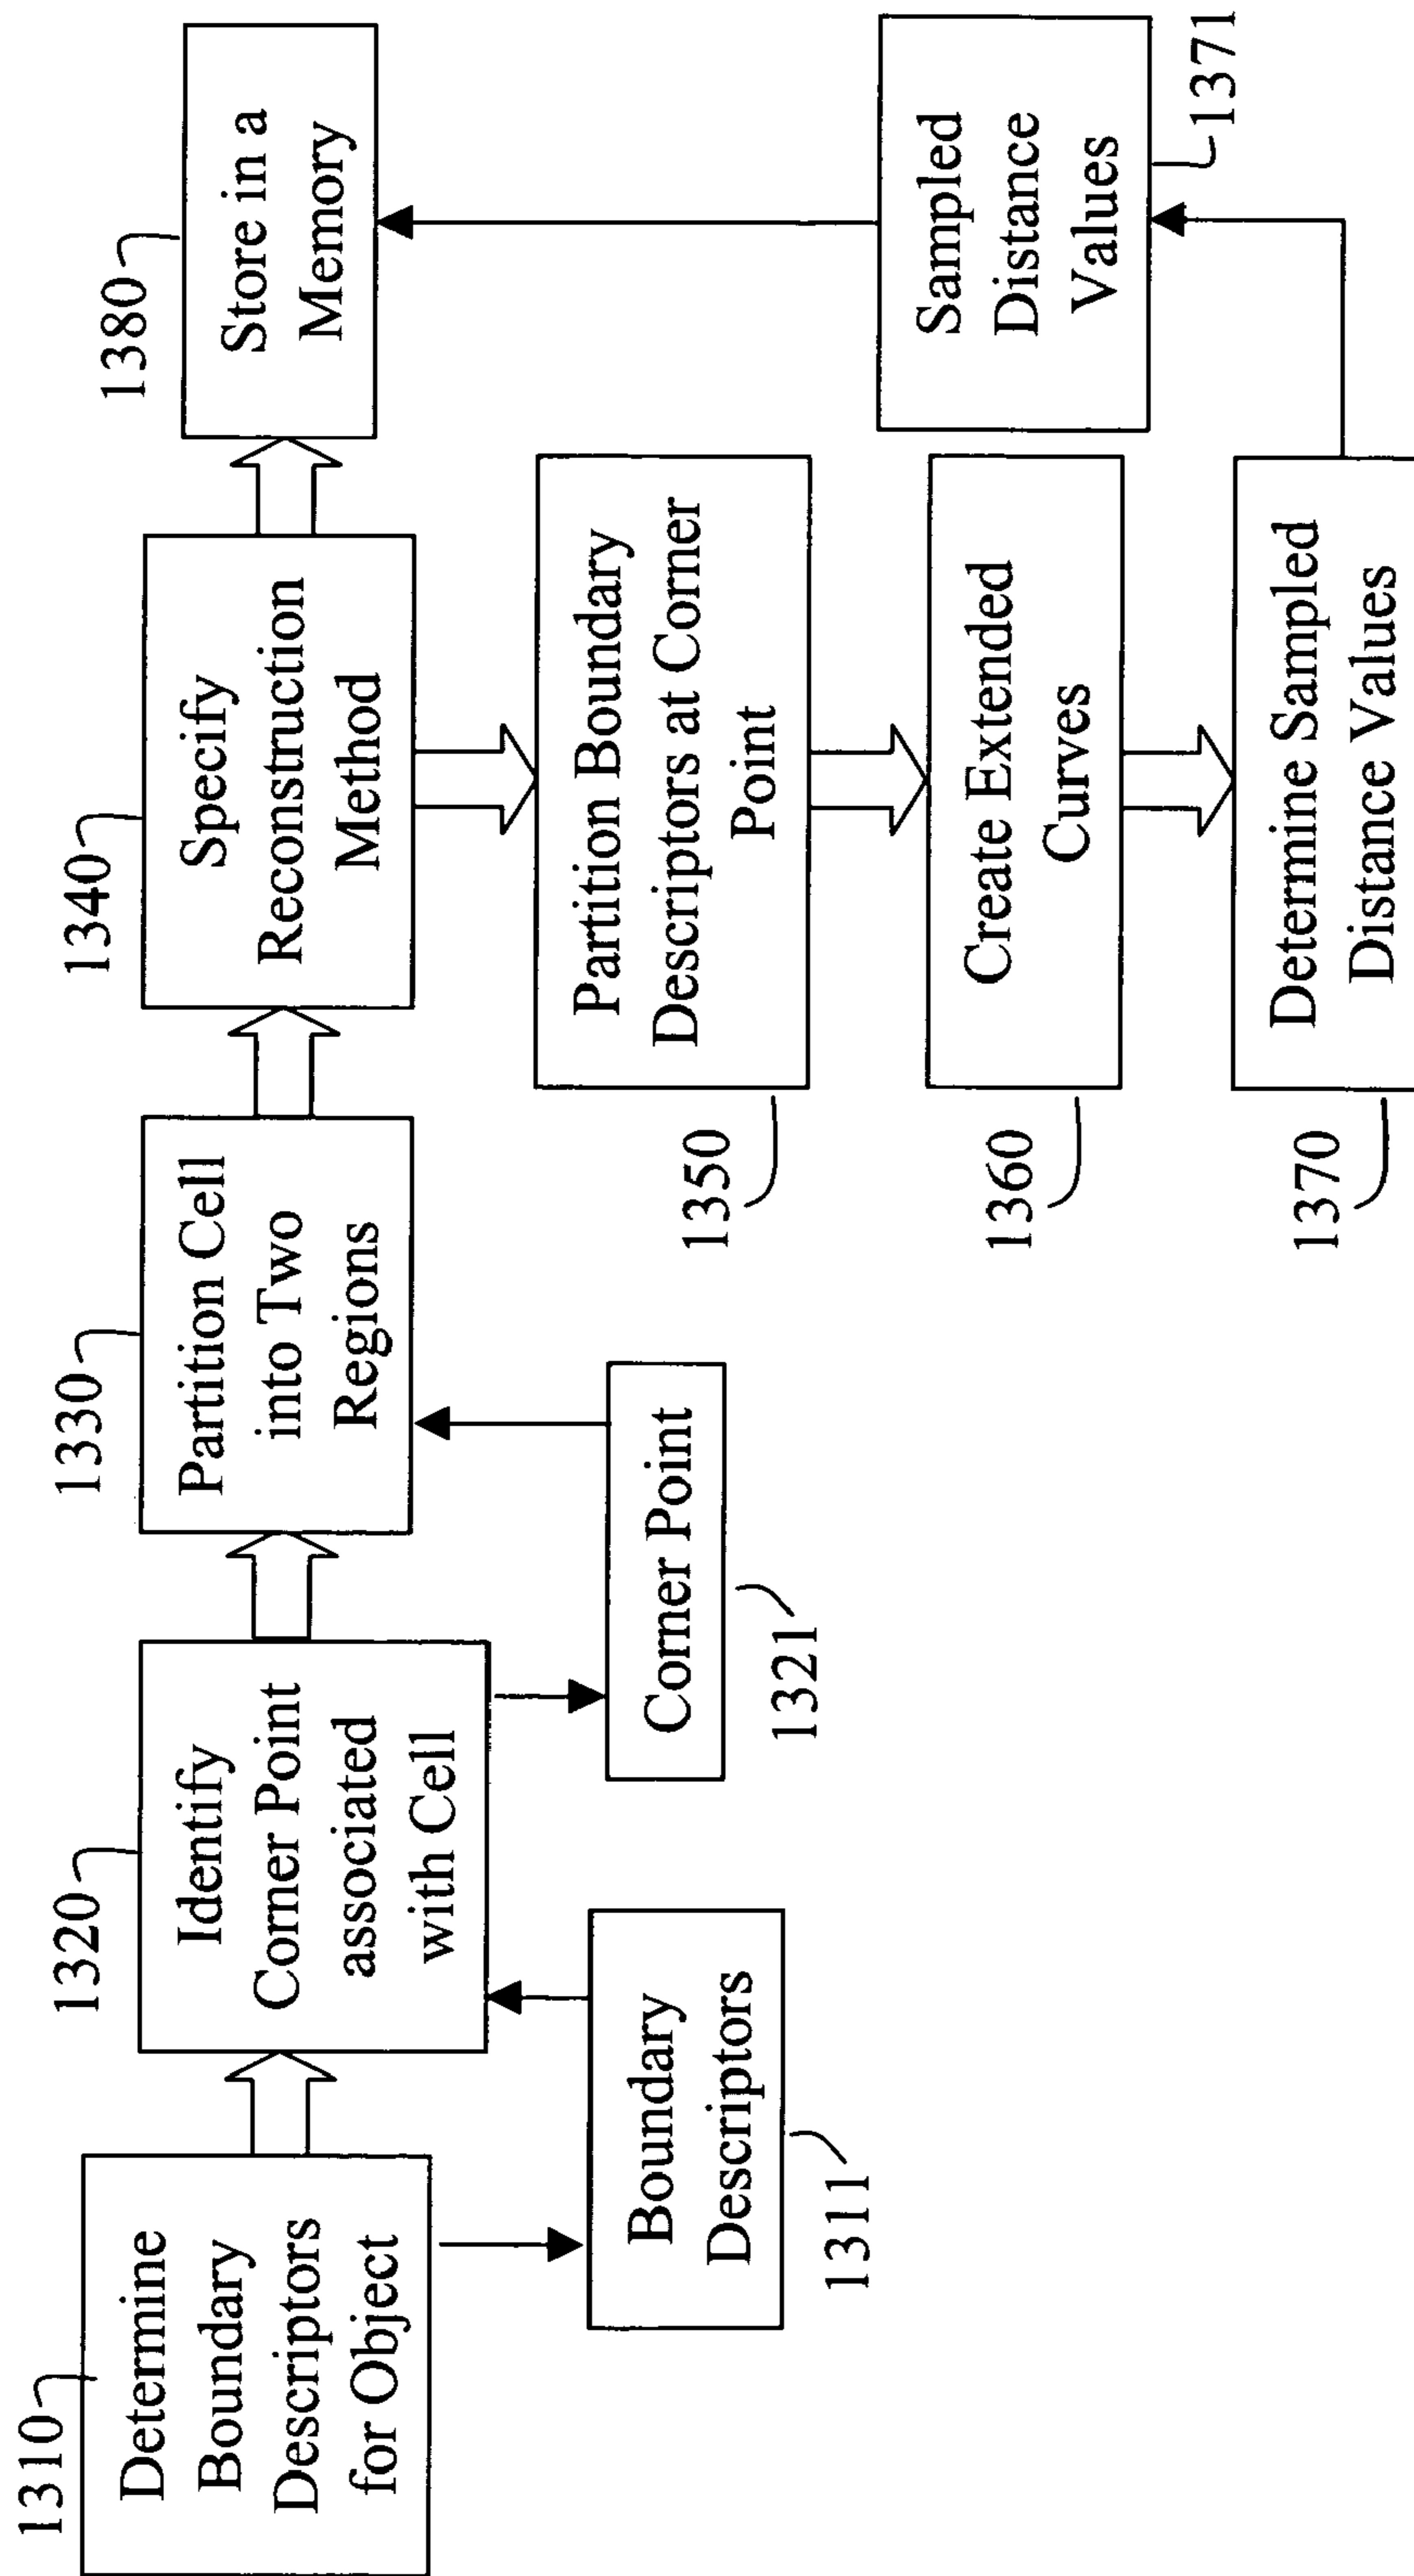 1310
Determine
Boundary
Descriptors
for Object
1311
Boundary
Descriptors
1320
Identify
Corner Point
associated
with Cell
1321
Corner Point
1330
Partition Cell
into Two
Regions
1340
Specify
Reconstruction
Method
1350
Partition Boundary
Descriptors at Corner
Point
1360
Create Extended
Curves
1370
Determine Sampled
Distance Values
1371
Sampled
Distance
Values
1380
Store in a
Memory